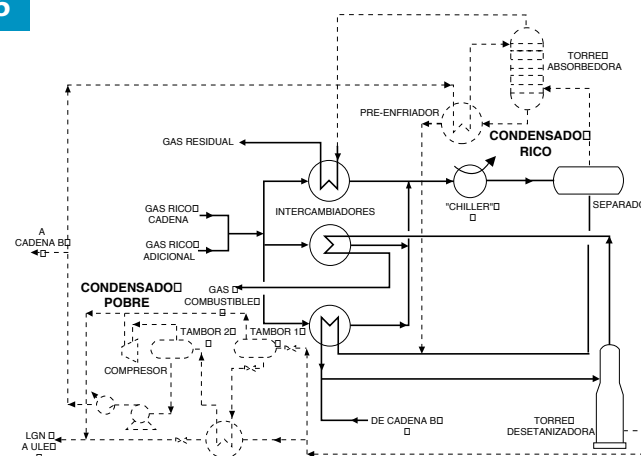 TORRE
ABSORBEDORA
PRE-ENFRIADOR
CONDENSADO
RICO
GAS RESIDUAL
"CHILLER"
SEPARADO
INTERCAMBIADORES
GAS RICO
CADENA
GAS RICO
ADICIONAL
A
CADENA B
GAS
COMBUSTIBLE
CONDENSADO
POBRE
TAMBOR 2
TAMBOR 1
COMPRESOR
DE CADENA B
TORRE
DESETANIZADORA
LGN
A ULE